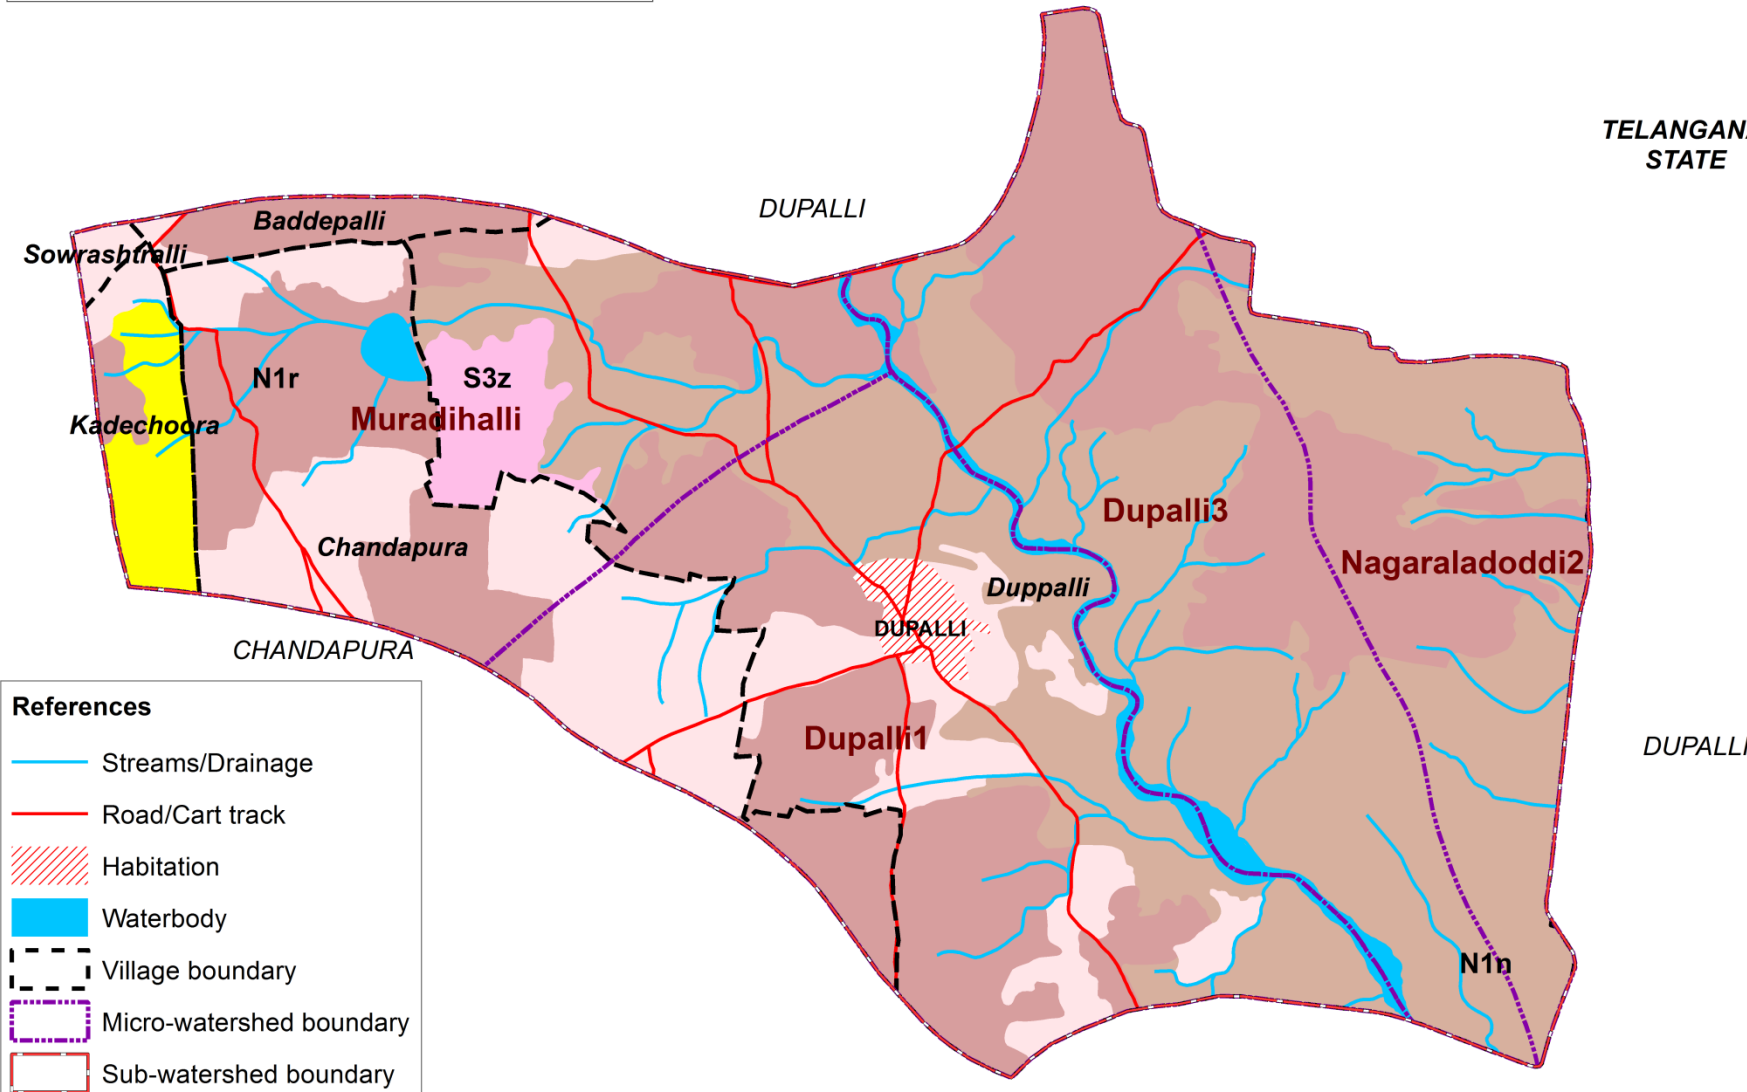 TELANGANA
STATE
DUPALLI
Baddepalli
Sowrashtralli
N1r
S3z
Muradihalli
Kadechoora
Dupalli3
Chandapura
Nagaraladoddi2
Duppalli
DUPALLI
CHANDAPURA
Dupalli1
DUPALLI
N1n
References
Streams/Drainage
Road/Cart track
Habitation
Waterbody
Village boundary
Micro-watershed boundary
Sub-watershed boundary